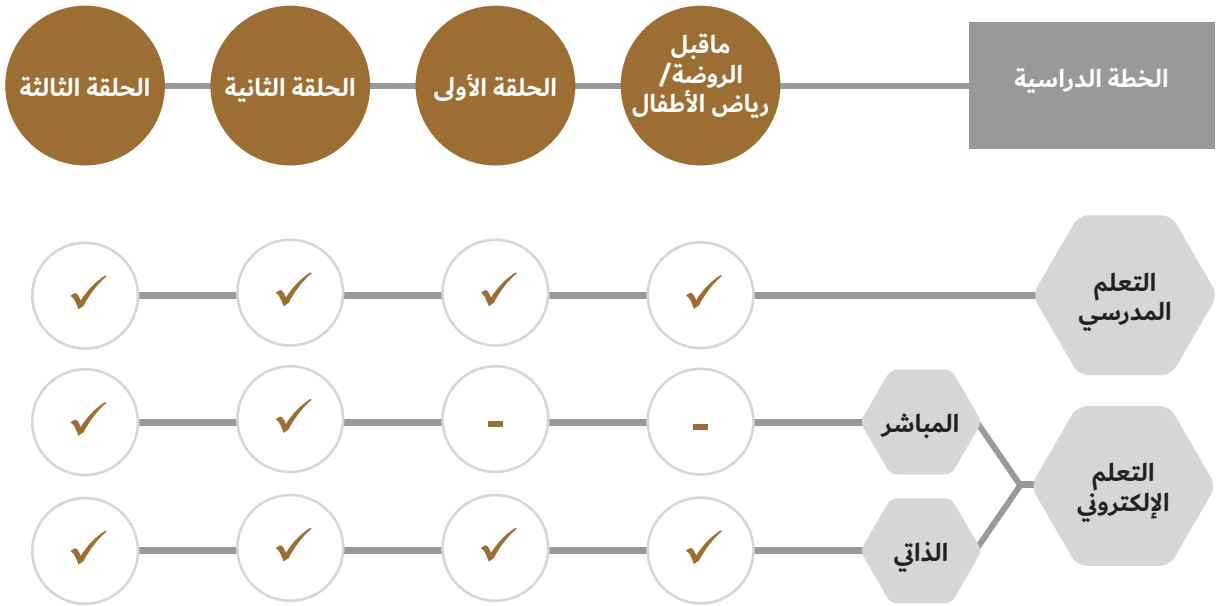 الخطة الدراسية
ماقبل
الروضة/
رياض الأطفال
الحلقة الأولى
الحلقة الثانية
الحلقة الثالثة
التعلم
المدرسي
✓ ✓ ✓ ✓
التعلم
الإلكتروني
المباشر
- - ✓ ✓
الذاتي
✓ ✓ ✓ ✓